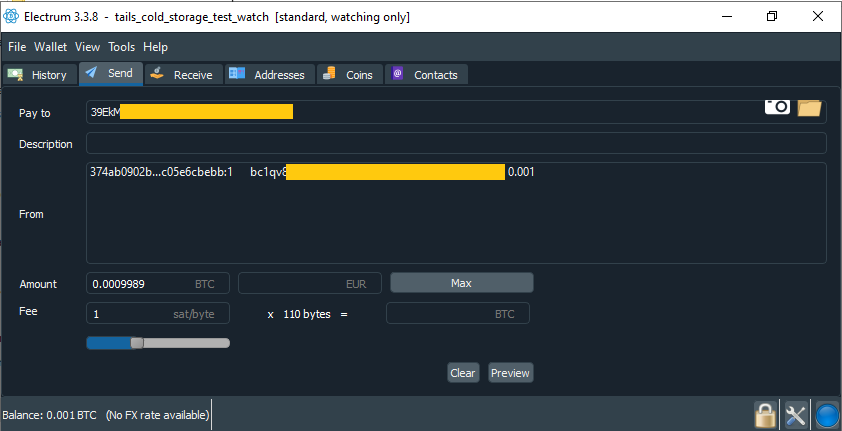 Electrum 3.3.8 - tails_cold_storage_test_watch [standard, watching only]
File Wallet View Tools Help
History Send Receive Addresses Coins Contacts
Pay to 39EkM
Description
374ab0902b...c05e6cbebb:1 bc1qv8 0.001
From
Amount 0.0009989 BTC EUR Max
Fee 1 sat/byte x 110 bytes = BTC
Clear Preview
Balance: 0.001 BTC (No FX rate available)